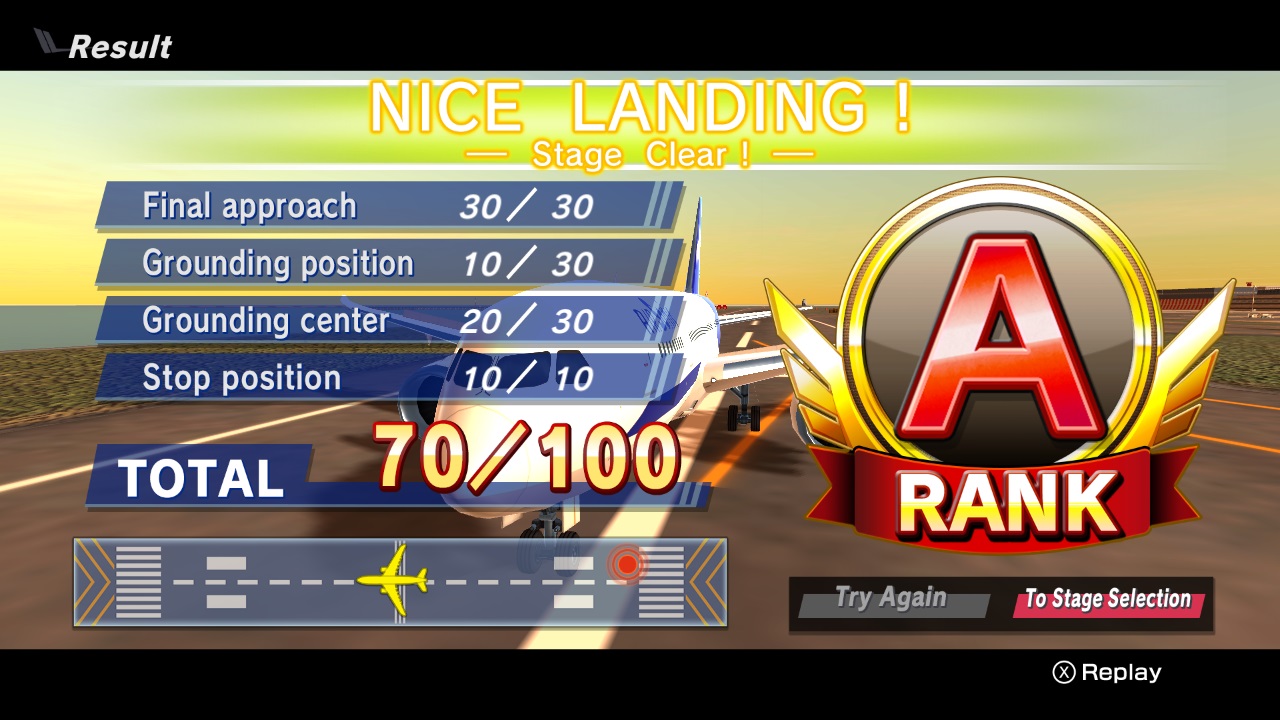 Result
NICE LANDING !
— Stage Clear ! —
Final approach 30 / 30
Grounding position 10 / 30
Grounding center 20 / 30
Stop position 10 / 10
TOTAL 70/100
A
RANK
Try Again
To Stage Selection
Ⓧ Replay